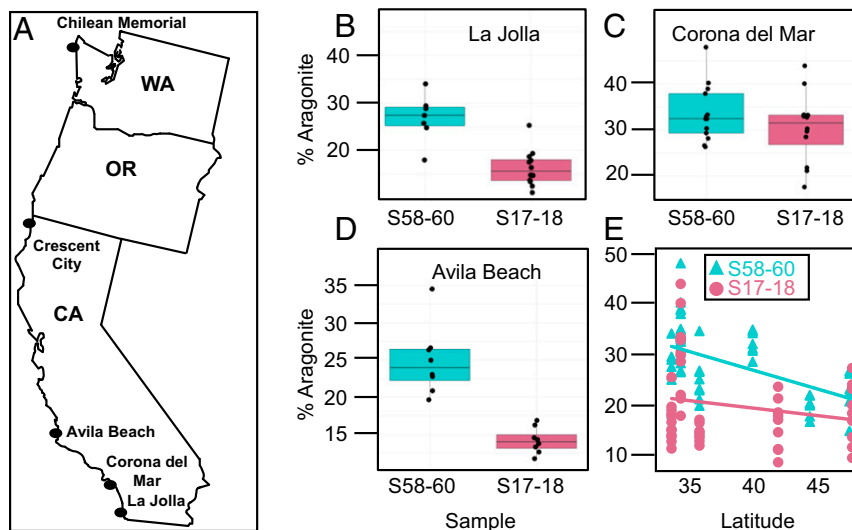 A
Chilean Memorial
WA
OR
Crescent
City
CA
Avila Beach
Corona del
Mar
La Jolla
B
La Jolla
% Aragonite
40
30
20
S58-60 S17-18
C
Corona del Mar
40
30
20
S58-60 S17-18
D
Avila Beach
% Aragonite
35
30
25
20
15
S58-60 S17-18
Sample
E
S58-60
S17-18
50
40
30
20
10
35 40 45
Latitude